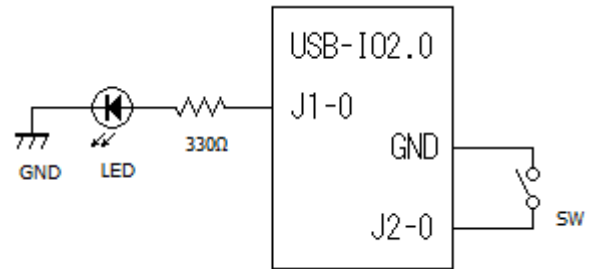 USB-IO2.0
J1-0
330Ω
GND
LED
GND
J2-0
SW